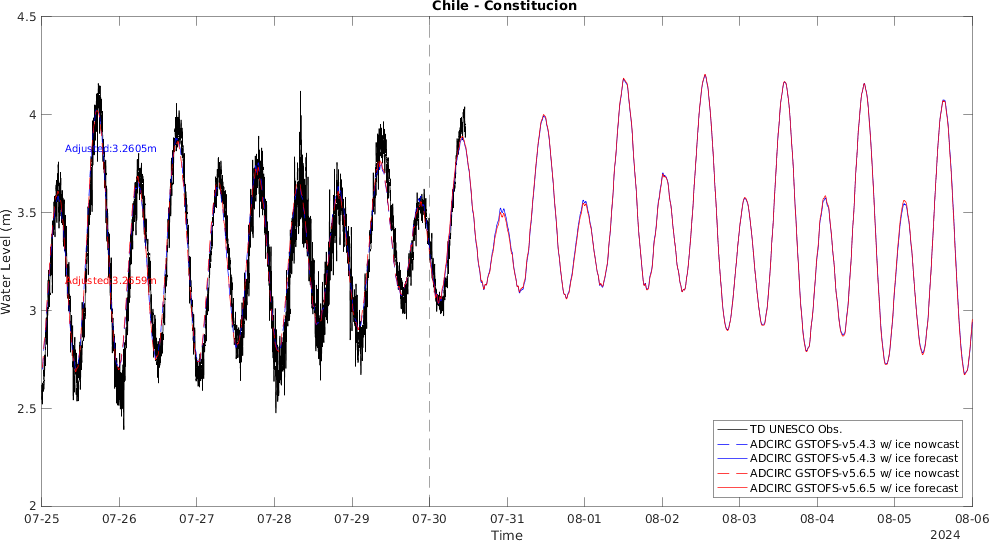 Chile - Constitucion
4.5
4
3.5
3
2.5
2
Water Level (m)
Adjusted:3.2605m
Adjusted:3.2559m
TD UNESCO Obs.
ADCIRC GSTOFS-v5.4.3 w/ ice nowcast
ADCIRC GSTOFS-v5.4.3 w/ ice forecast
ADCIRC GSTOFS-v5.6.5 w/ ice nowcast
ADCIRC GSTOFS-v5.6.5 w/ ice forecast
07-25 07-26 07-27 07-28 07-29 07-30 07-31 08-01 08-02 08-03 08-04 08-05 08-06
Time
2024